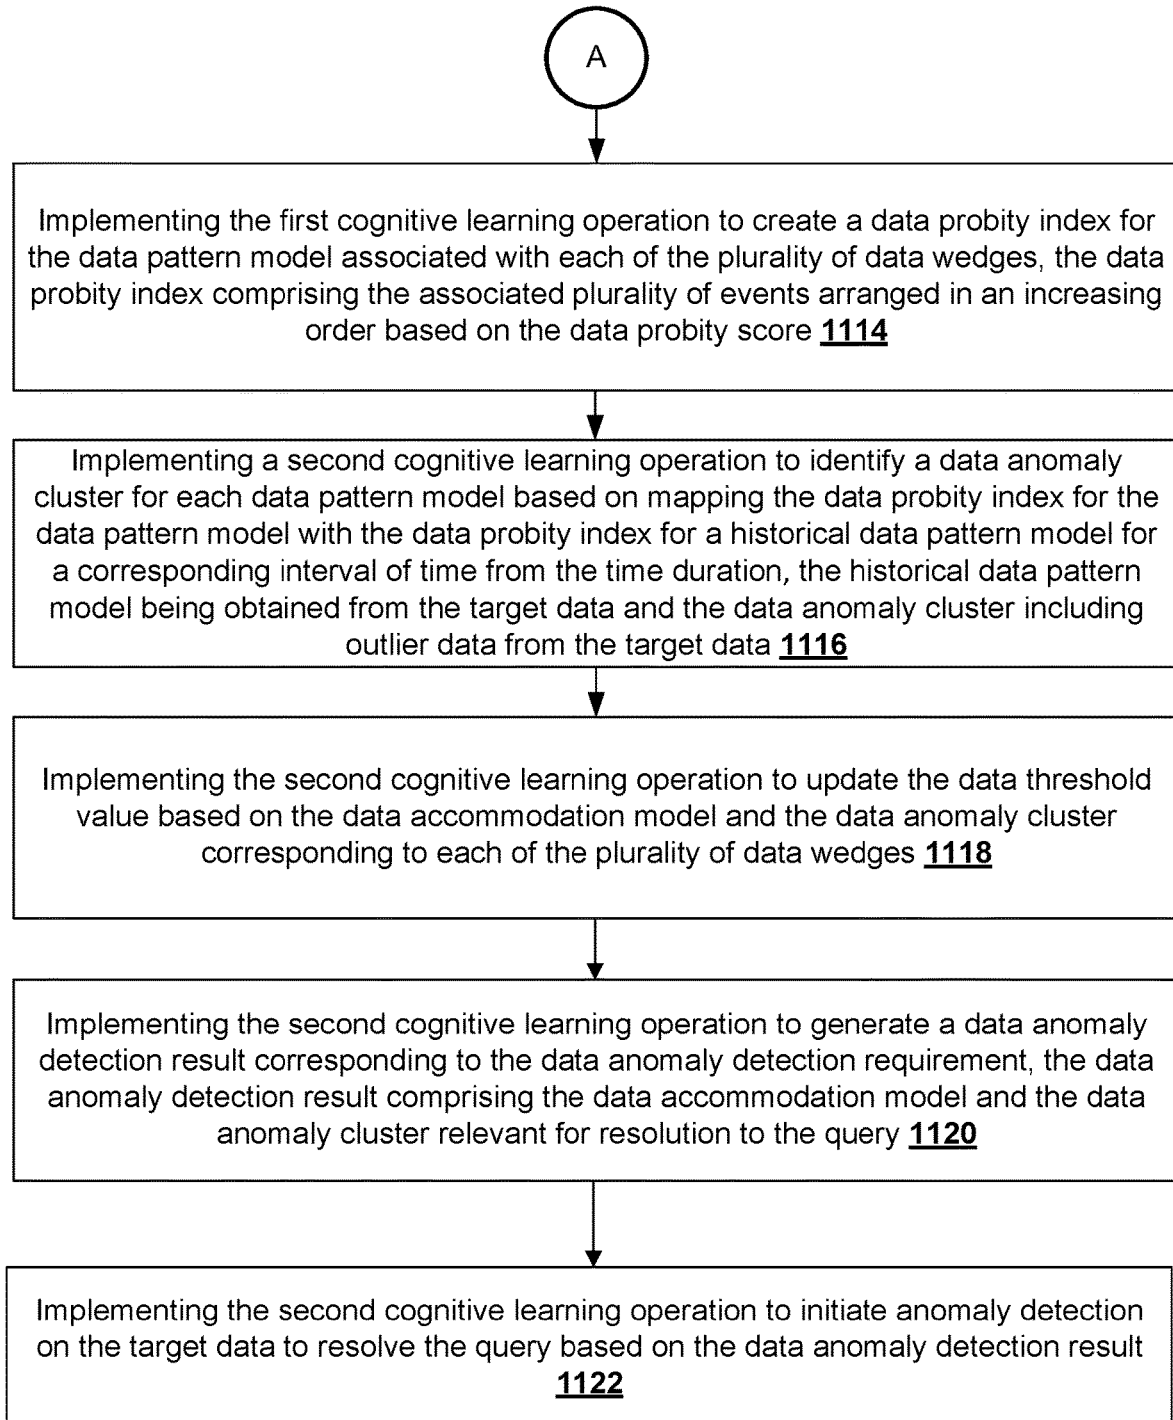 A
Implementing the first cognitive learning operation to create a data probity index for
the data pattern model associated with each of the plurality of data wedges, the data
probity index comprising the associated plurality of events arranged in an increasing
order based on the data probity score 1114
Implementing a second cognitive learning operation to identify a data anomaly
cluster for each data pattern model based on mapping the data probity index for the
data pattern model with the data probity index for a historical data pattern model for
a corresponding interval of time from the time duration, the historical data pattern
model being obtained from the target data and the data anomaly cluster including
outlier data from the target data 1116
Implementing the second cognitive learning operation to update the data threshold
value based on the data accommodation model and the data anomaly cluster
corresponding to each of the plurality of data wedges 1118
Implementing the second cognitive learning operation to generate a data anomaly
detection result corresponding to the data anomaly detection requirement, the data
anomaly detection result comprising the data accommodation model and the data
anomaly cluster relevant for resolution to the query 1120
Implementing the second cognitive learning operation to initiate anomaly detection
on the target data to resolve the query based on the data anomaly detection result
1122